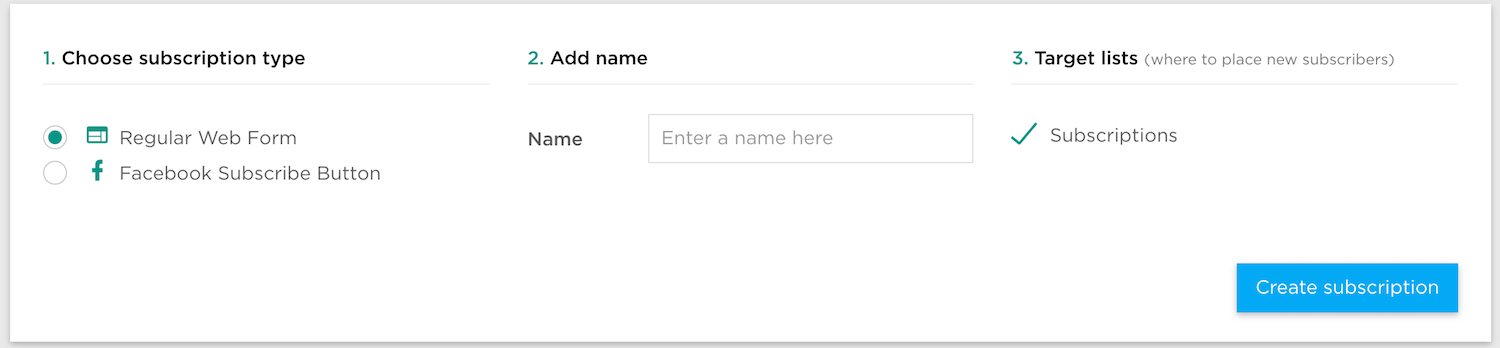 1. Choose subscription type
Regular Web Form
Facebook Subscribe Button
2. Add name
Name
Enter a name here
3. Target lists (where to place new subscribers)
Subscriptions
Create subscription